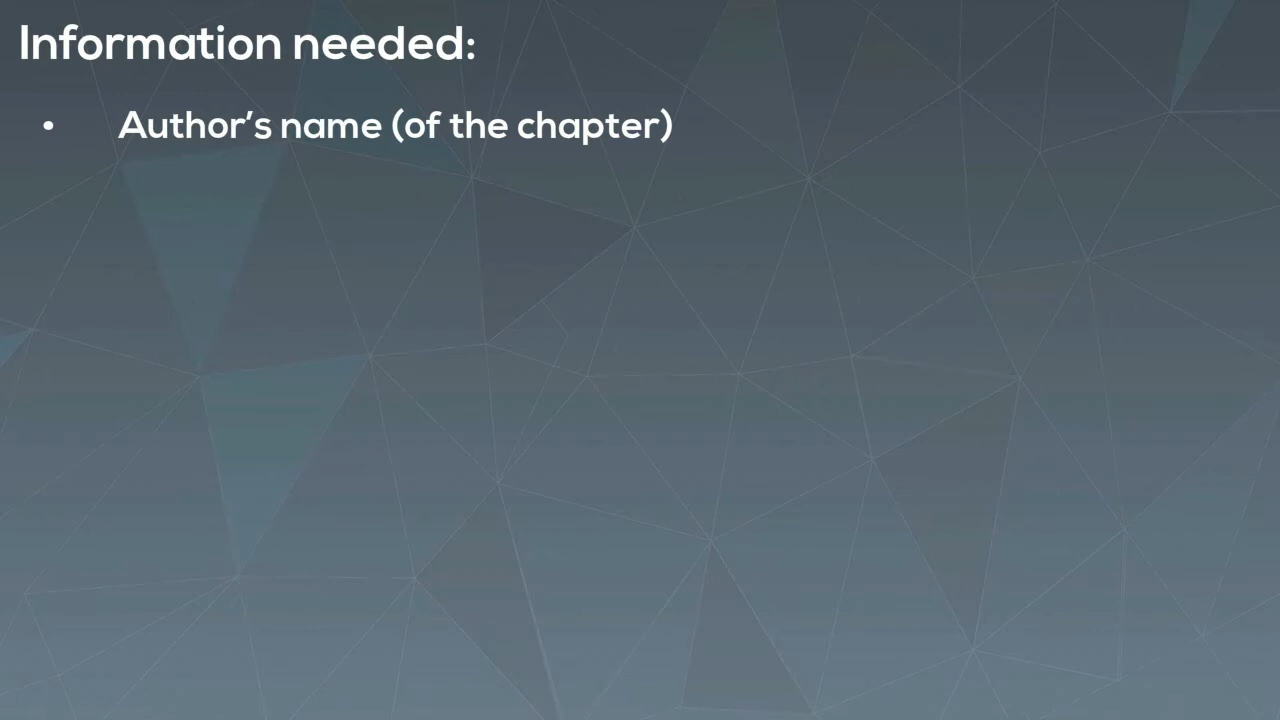 Information needed:
• Author’s name (of the chapter)